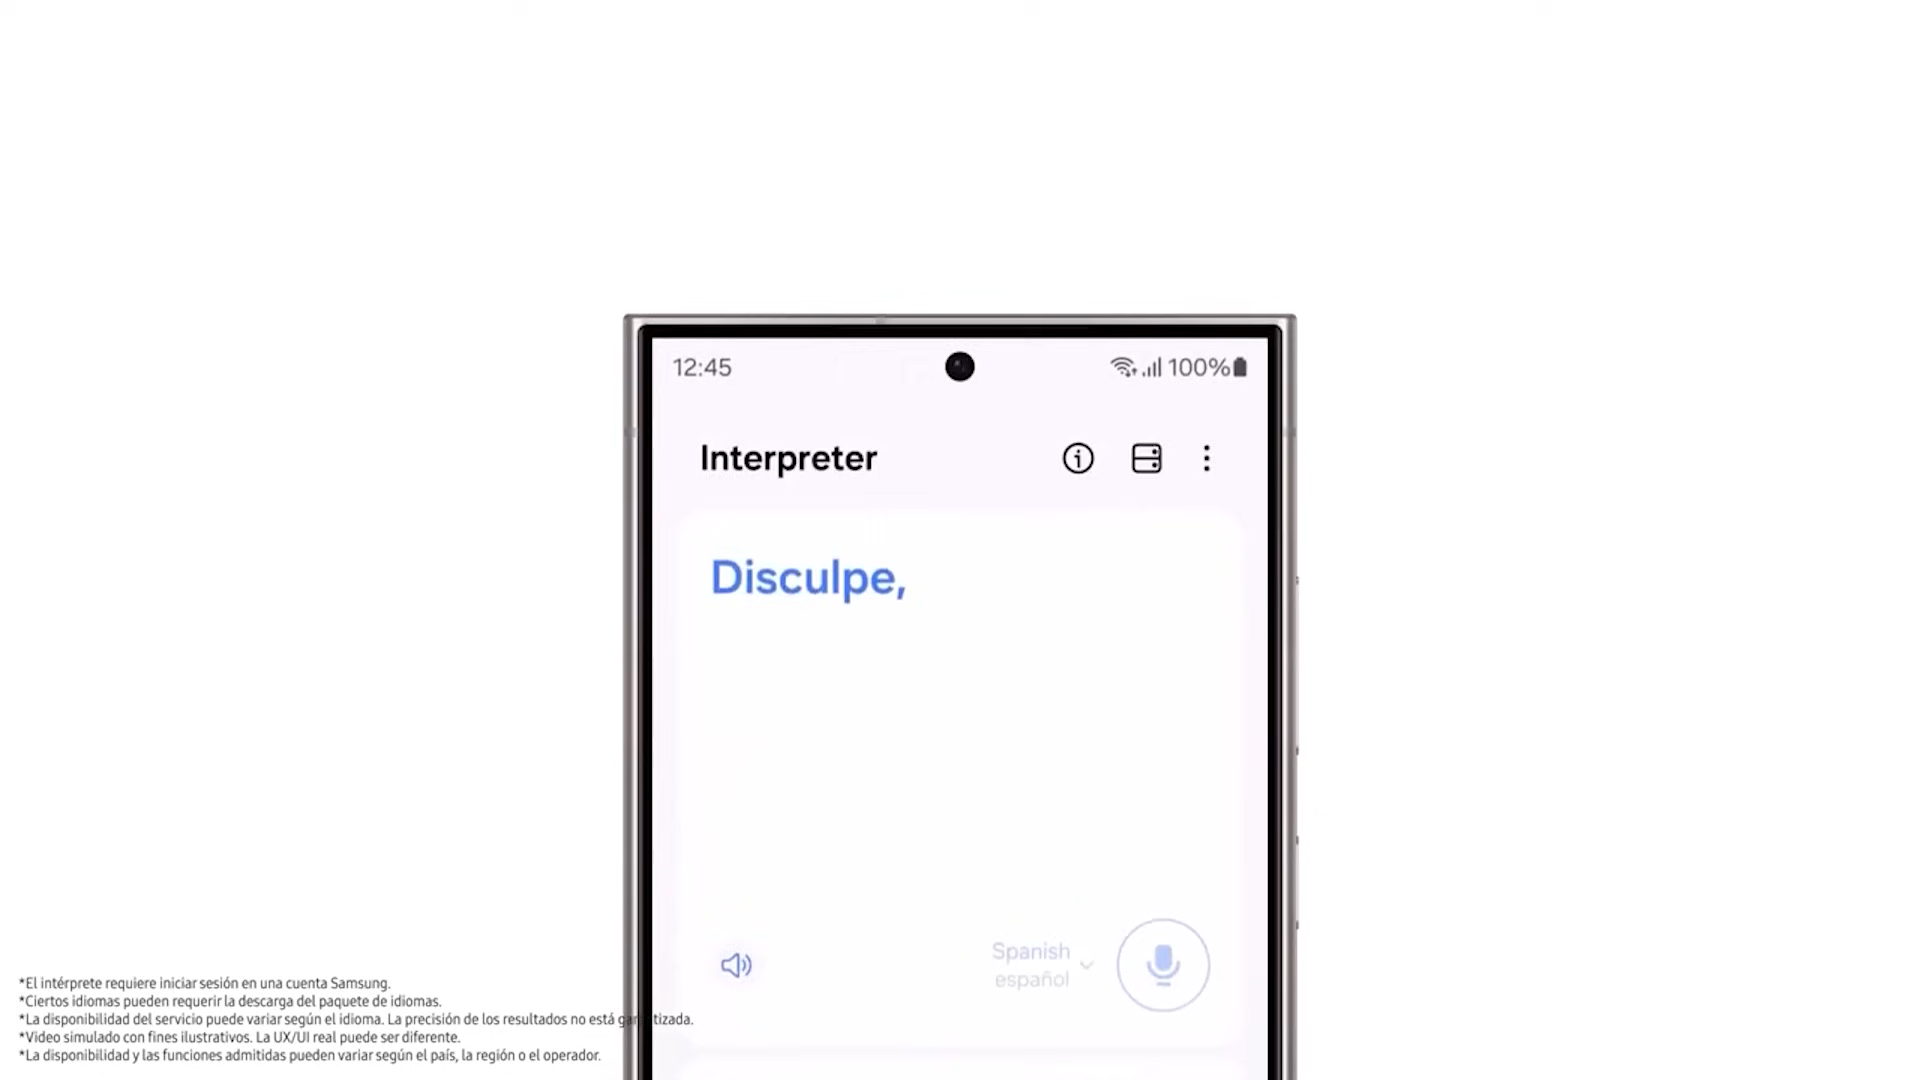 12:45
100%
Interpreter
Disculpe,
Spanish
español
*El intérprete requiere iniciar sesión en una cuenta Samsung.
*Ciertos idiomas pueden requerir la descarga del paquete de idiomas.
*La disponibilidad del servicio puede variar según el idioma. La precisión de los resultados no está garantizada.
*Video simulado con fines ilustrativos. La UX/UI real puede ser diferente.
*La disponibilidad y las funciones admitidas pueden variar según el país, la región o el operador.